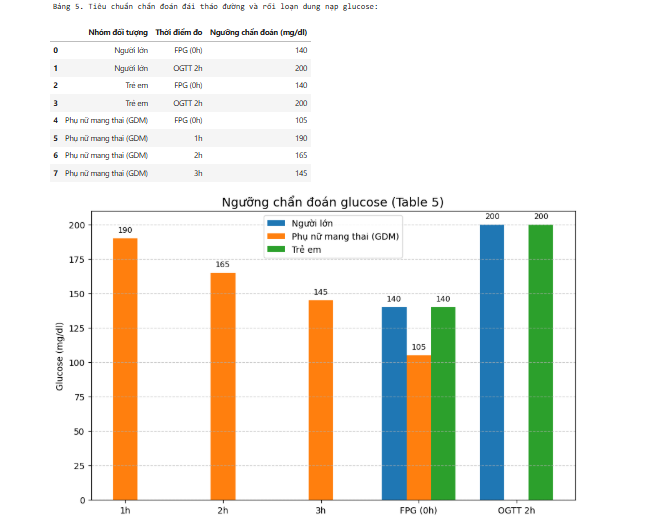 Bảng 5. Tiêu chuẩn chẩn đoán đái tháo đường và rối loạn dung nạp glucose:
Nhóm đối tượng Thời điểm đo Ngưỡng chẩn đoán (mg/dl)
0 Người lớn FPG (0h) 140
1 Người lớn OGTT 2h 200
2 Trẻ em FPG (0h) 140
3 Trẻ em OGTT 2h 200
4 Phụ nữ mang thai (GDM) FPG (0h) 105
5 Phụ nữ mang thai (GDM) 1h 190
6 Phụ nữ mang thai (GDM) 2h 165
7 Phụ nữ mang thai (GDM) 3h 145
Ngưỡng chẩn đoán glucose (Table 5)
Người lớn
Phụ nữ mang thai (GDM)
Trẻ em
Glucose (mg/dl)
200
175
150
125
100
75
50
25
0
190
165
145
140
105
140
200
200
1h 2h 3h FPG (0h) OGTT 2h